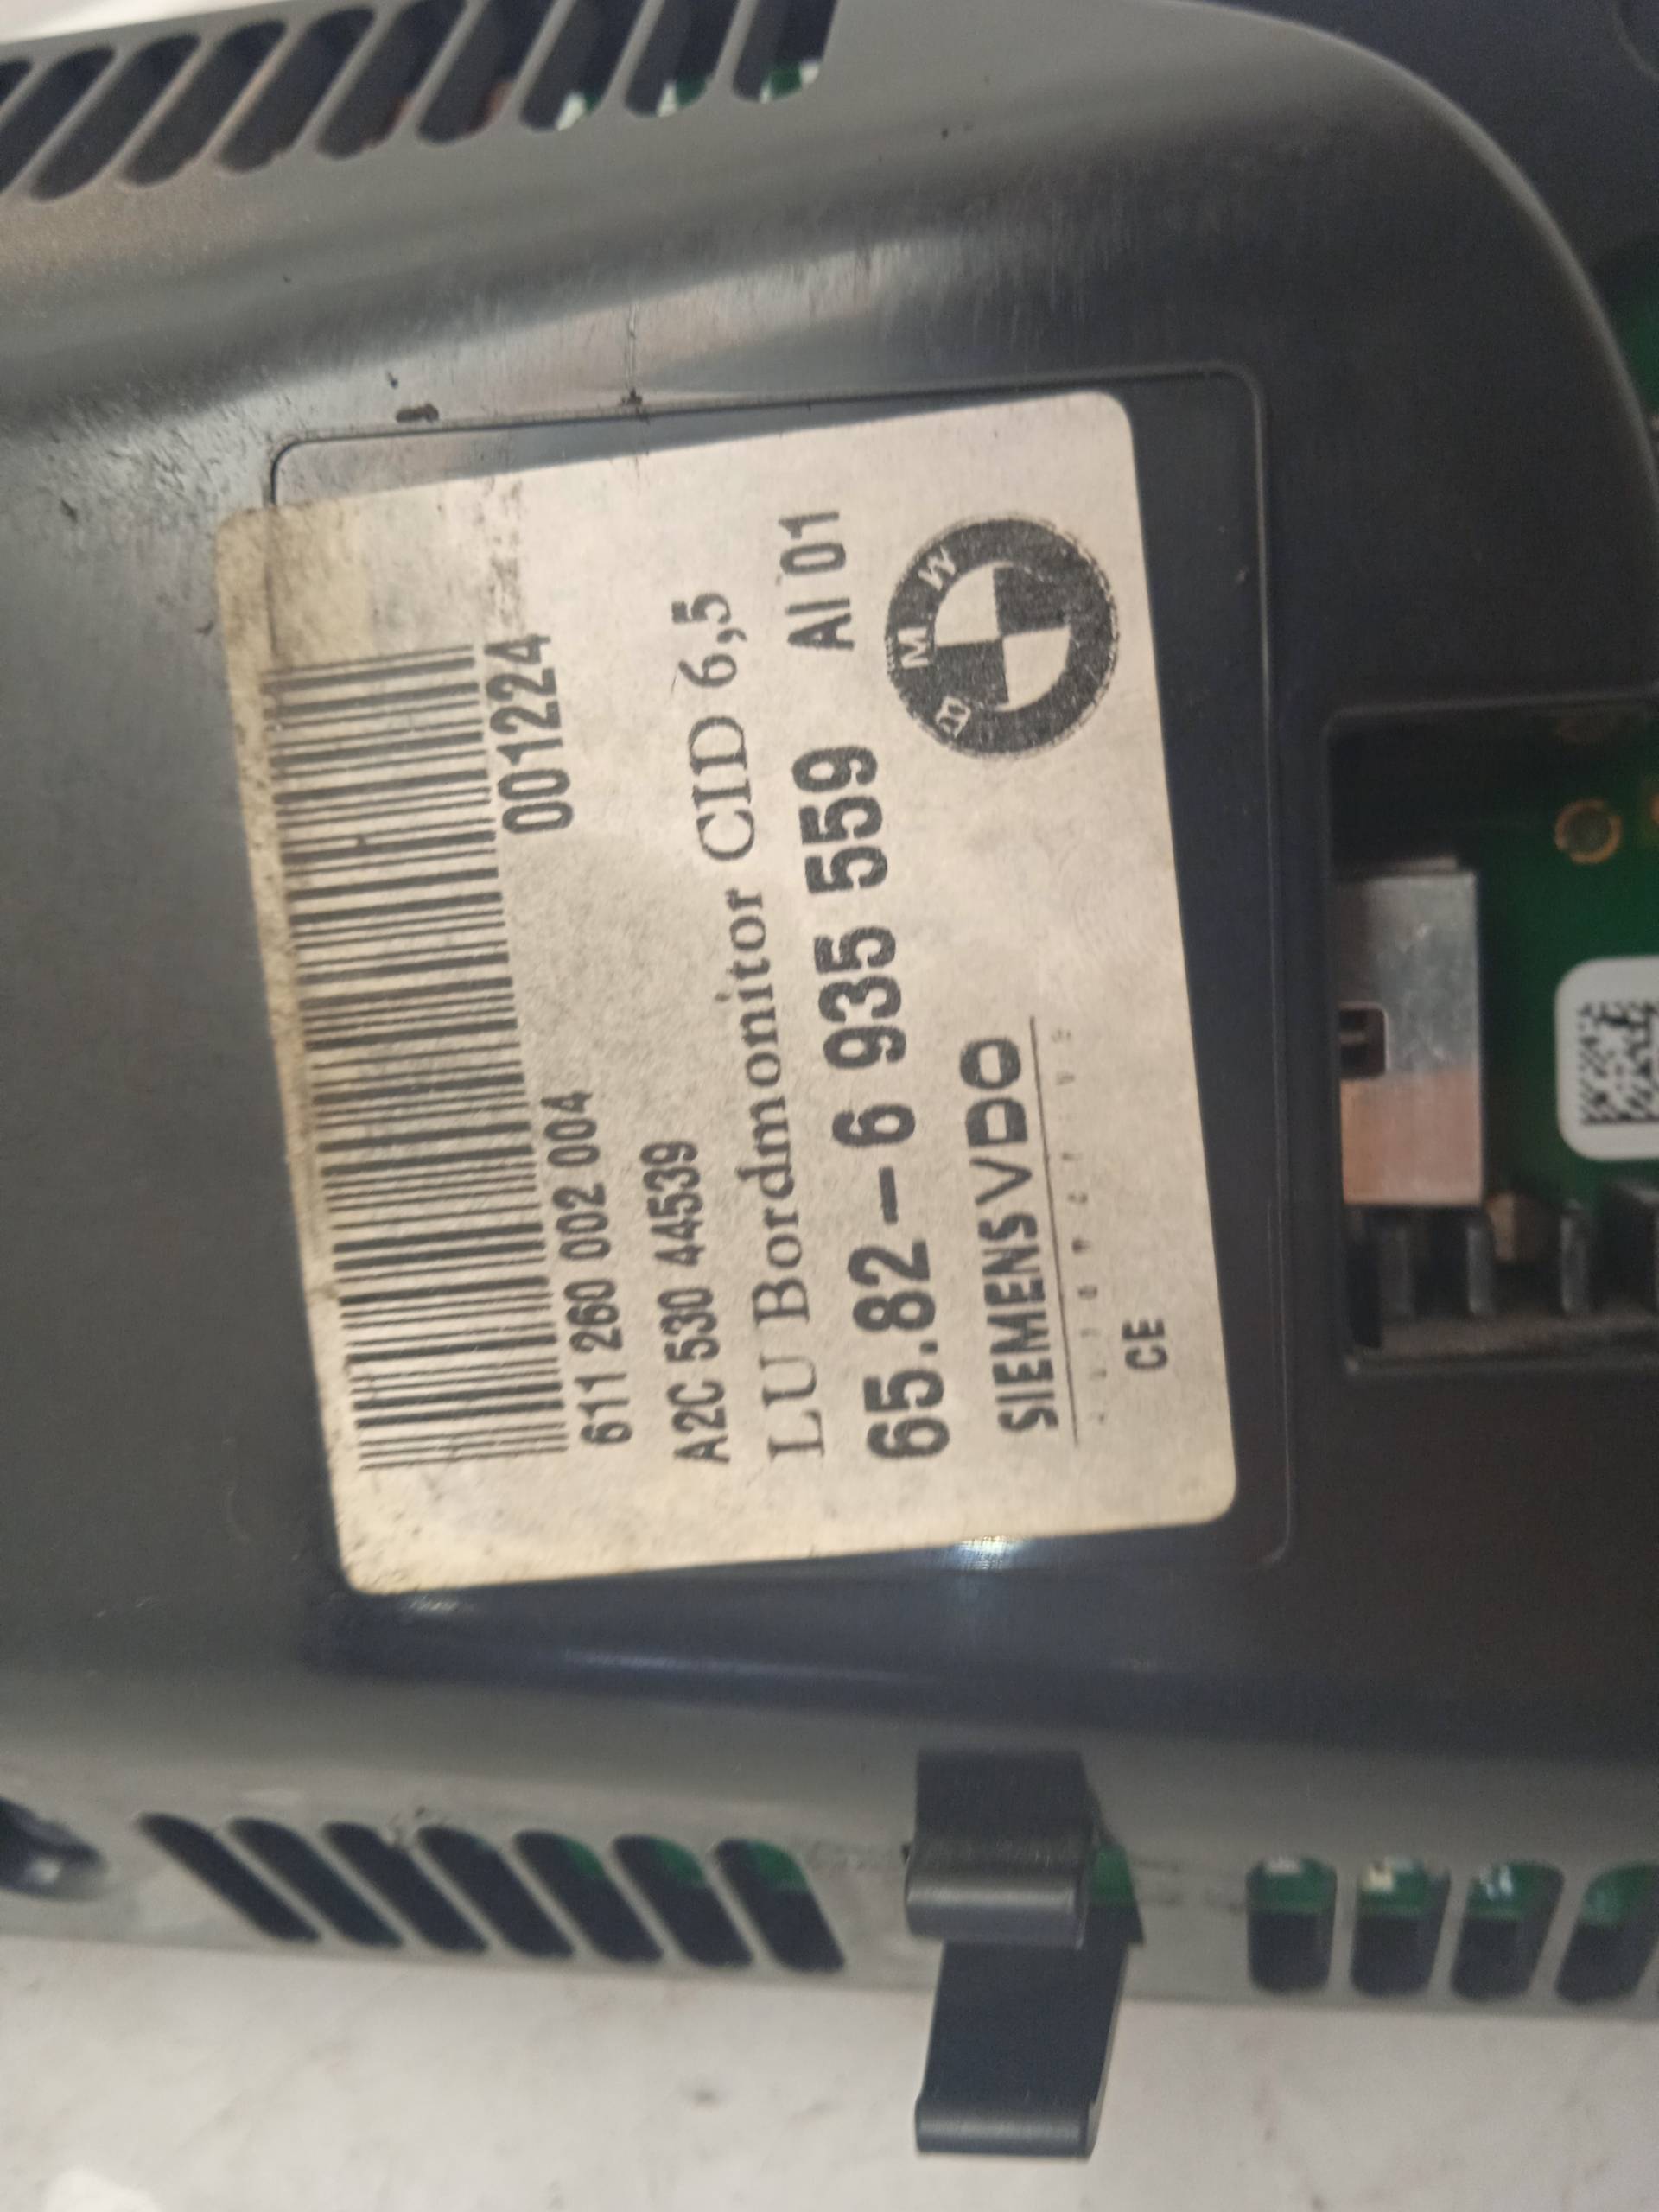 611 260 002 004 001224
A2C 530 44539
LU Bordmonitor CID 6,5
65.82-6 935 559 AI 01
SIEMENS VDO
BMW
CE